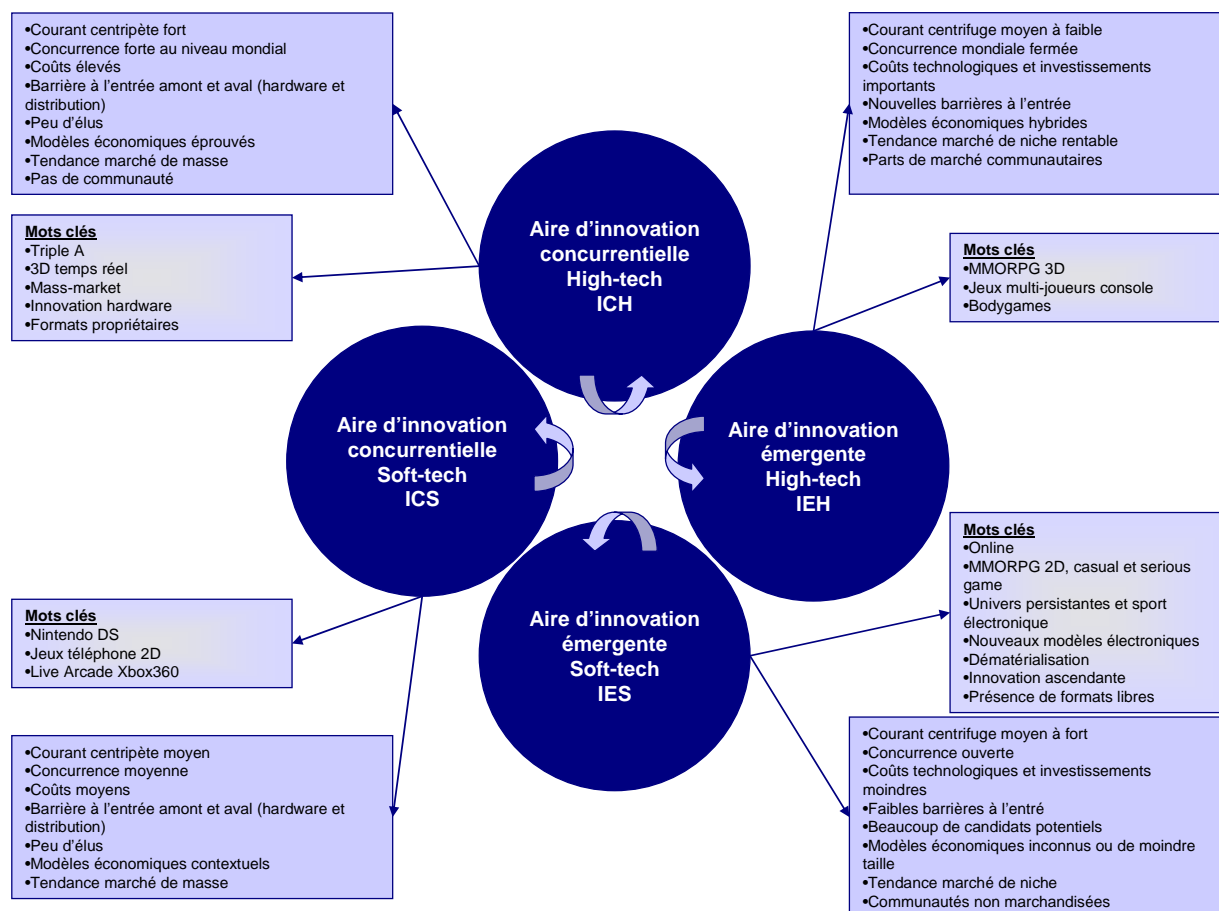 •Courant centripète fort
•Concurrence forte au niveau mondial
•Coûts élevés
•Barrière à l'entrée amont et aval (hardware et
distribution)
•Peu d'élus
•Modèles économiques éprouvés
•Tendance marché de masse
•Pas de communauté
•Courant centrifuge moyen à faible
•Concurrence mondiale fermée
•Coûts technologiques et investissements
importants
•Nouvelles barrières à l'entrée
•Modèles économiques hybrides
•Tendance marché de niche rentable
•Parts de marché communautaires
Mots clés
•Triple A
•3D temps réel
•Mass-market
•Innovation hardware
•Formats propriétaires
Aire d'innovation
concurrentielle
High-tech
ICH
Mots clés
•MMORPG 3D
•Jeux multi-joueurs console
•Bodygames
Aire d'innovation
concurrentielle
Soft-tech
ICS
Aire d'innovation
émergente
High-tech
IEH
Mots clés
•Nintendo DS
•Jeux téléphone 2D
•Live Arcade Xbox360
Aire d'innovation
émergente
Soft-tech
IES
Mots clés
•Online
•MMORPG 2D, casual et serious
game
•Univers persistantes et sport
électronique
•Nouveaux modèles électroniques
•Dématérialisation
•Innovation ascendante
•Présence de formats libres
•Courant centripète moyen
•Concurrence moyenne
•Coûts moyens
•Barrière à l'entrée amont et aval (hardware et
distribution)
•Peu d'élus
•Modèles économiques contextuels
•Tendance marché de masse
•Courant centrifuge moyen à fort
•Concurrence ouverte
•Coûts technologiques et investissements
moindres
•Faibles barrières à l'entré
•Beaucoup de candidats potentiels
•Modèles économiques inconnus ou de moindre
taille
•Tendance marché de niche
•Communautés non marchandisées